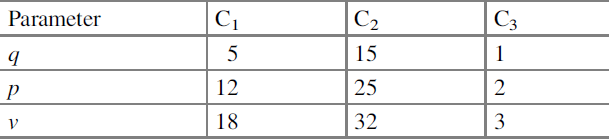 Parameter C₁ C₂ C₃
q 5 15 1
p 12 25 2
v 18 32 3